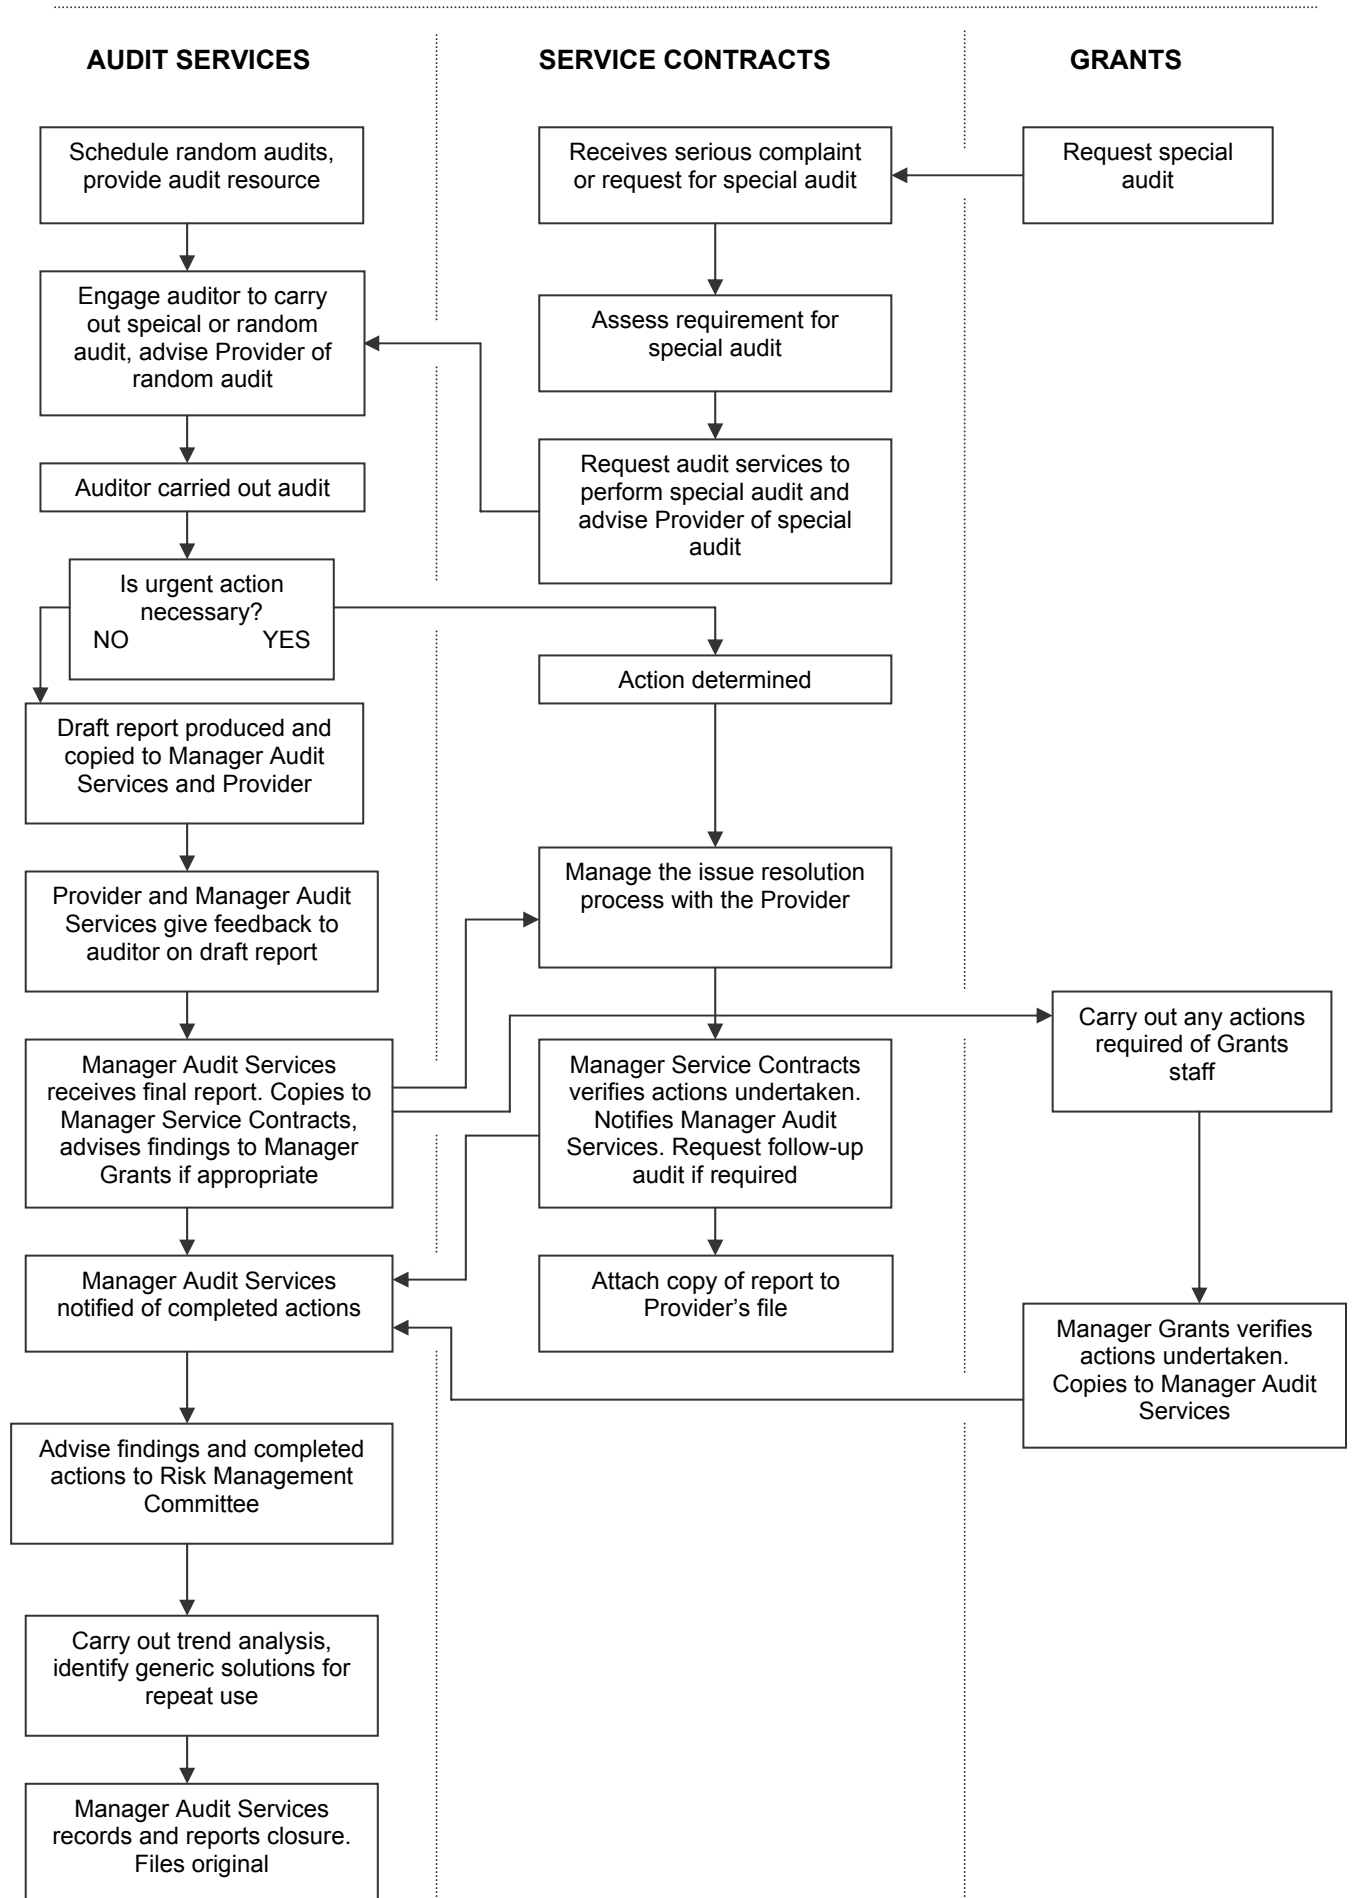 AUDIT SERVICES
SERVICE CONTRACTS
GRANTS
Schedule random audits,
provide audit resource
Receives serious complaint
or request for special audit
Request special
audit
Engage auditor to carry
out speical or random
audit, advise Provider of
random audit
Assess requirement for
special audit
Auditor carried out audit
Request audit services to
perform special audit and
advise Provider of special
audit
Is urgent action
necessary?
NO YES
Action determined
Draft report produced and
copied to Manager Audit
Services and Provider
Provider and Manager Audit
Services give feedback to
auditor on draft report
Manage the issue resolution
process with the Provider
Manager Audit Services
receives final report. Copies to
Manager Service Contracts,
advises findings to Manager
Grants if appropriate
Manager Service Contracts
verifies actions undertaken.
Notifies Manager Audit
Services. Request follow-up
audit if required
Carry out any actions
required of Grants
staff
Manager Audit Services
notified of completed actions
Attach copy of report to
Provider’s file
Manager Grants verifies
actions undertaken.
Copies to Manager Audit
Services
Advise findings and completed
actions to Risk Management
Committee
Carry out trend analysis,
identify generic solutions for
repeat use
Manager Audit Services
records and reports closure.
Files original